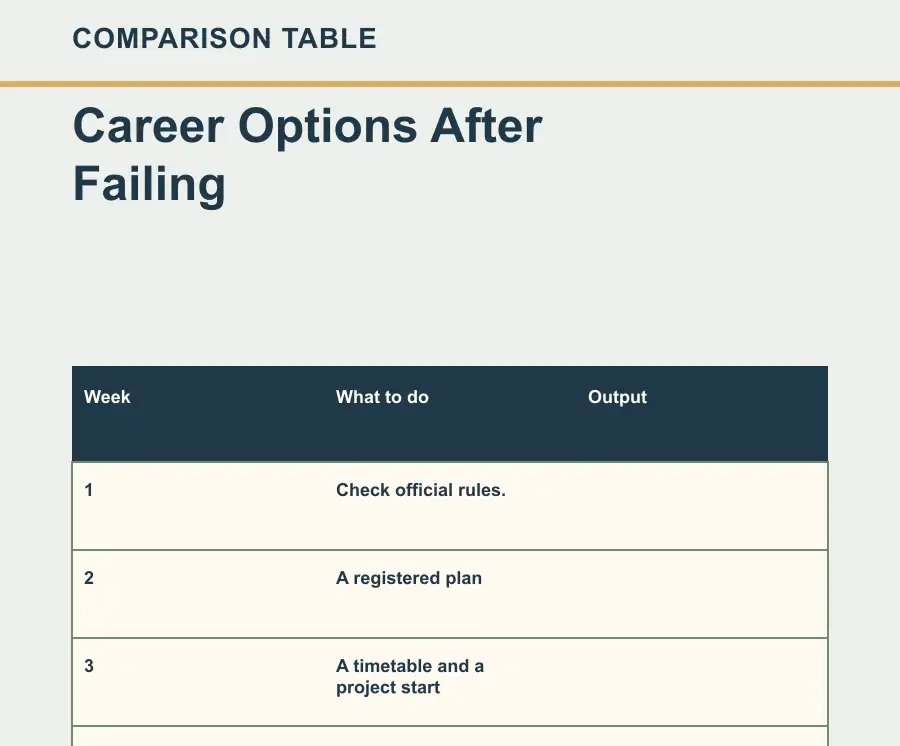 COMPARISON TABLE
Career Options After
Failing
Week What to do Output
1 Check official rules.
2 A registered plan
3 A timetable and a
project start